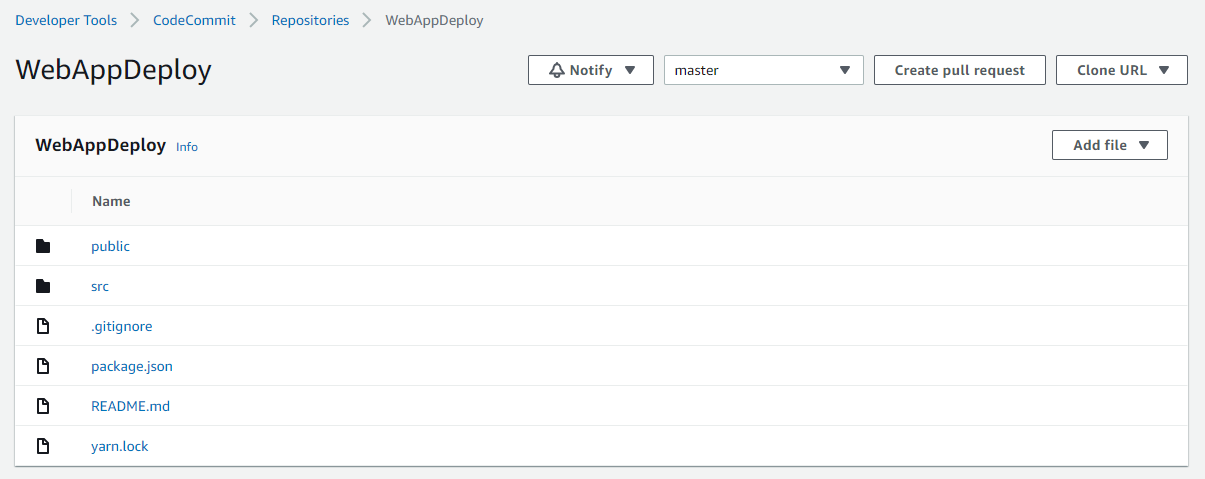 Developer Tools CodeCommit Repositories WebAppDeploy
WebAppDeploy Notify master Create pull request Clone URL
WebAppDeploy Info Add file
Name
public
src
.gitignore
package.json
README.md
yarn.lock